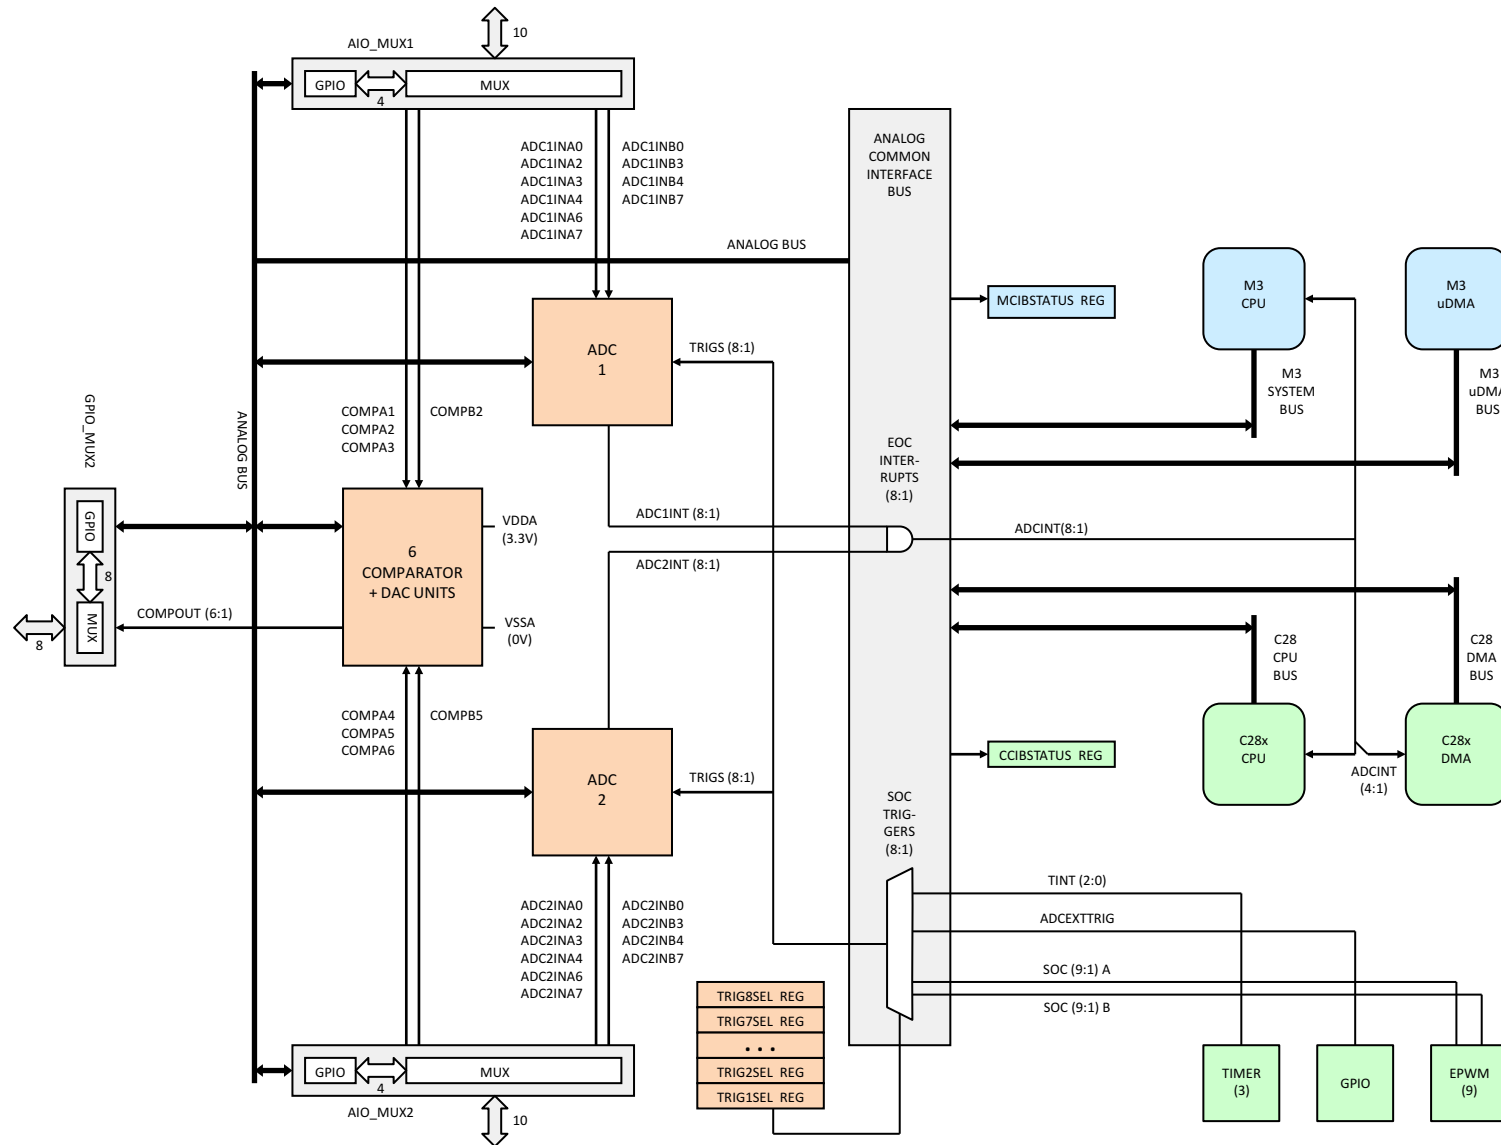 10
AIO_MUX1
GPIO
4
MUX
ADC1INA0
ADC1INA2
ADC1INA3
ADC1INA4
ADC1INA6
ADC1INA7
ADC1INB0
ADC1INB3
ADC1INB4
ADC1INB7
ANALOG
COMMON
INTERFACE
BUS
ANALOG BUS
MCIBSTATUS REG
M3
CPU
M3
uDMA
ADC
1
TRIGS (8:1)
M3
SYSTEM
BUS
M3
uDMA
BUS
GPIO_MUX2
ANALOG BUS
COMPA1
COMPA2
COMPA3
COMPB2
EOC
INTER-
RUPTS
(8:1)
GPIO
8
MUX
8
COMPOUT (6:1)
6
COMPARATOR
+ DAC UNITS
VDDA
(3.3V)
VSSA
(0V)
ADC1INT (8:1)
ADC2INT (8:1)
ADCINT(8:1)
C28
CPU
BUS
C28
DMA
BUS
COMPA4
COMPA5
COMPA6
COMPB5
ADC
2
TRIGS (8:1)
CCIBSTATUS REG
C28x
CPU
ADCINT
(4:1)
C28x
DMA
SOC
TRIG-
GERS
(8:1)
ADC2INA0
ADC2INA2
ADC2INA3
ADC2INA4
ADC2INA6
ADC2INA7
ADC2INB0
ADC2INB3
ADC2INB4
ADC2INB7
TINT (2:0)
ADCEXTTRIG
SOC (9:1) A
SOC (9:1) B
TRIG8SEL REG
TRIG7SEL REG
. . .
TRIG2SEL REG
TRIG1SEL REG
GPIO
4
MUX
AIO_MUX2
10
TIMER
(3)
GPIO
EPWM
(9)